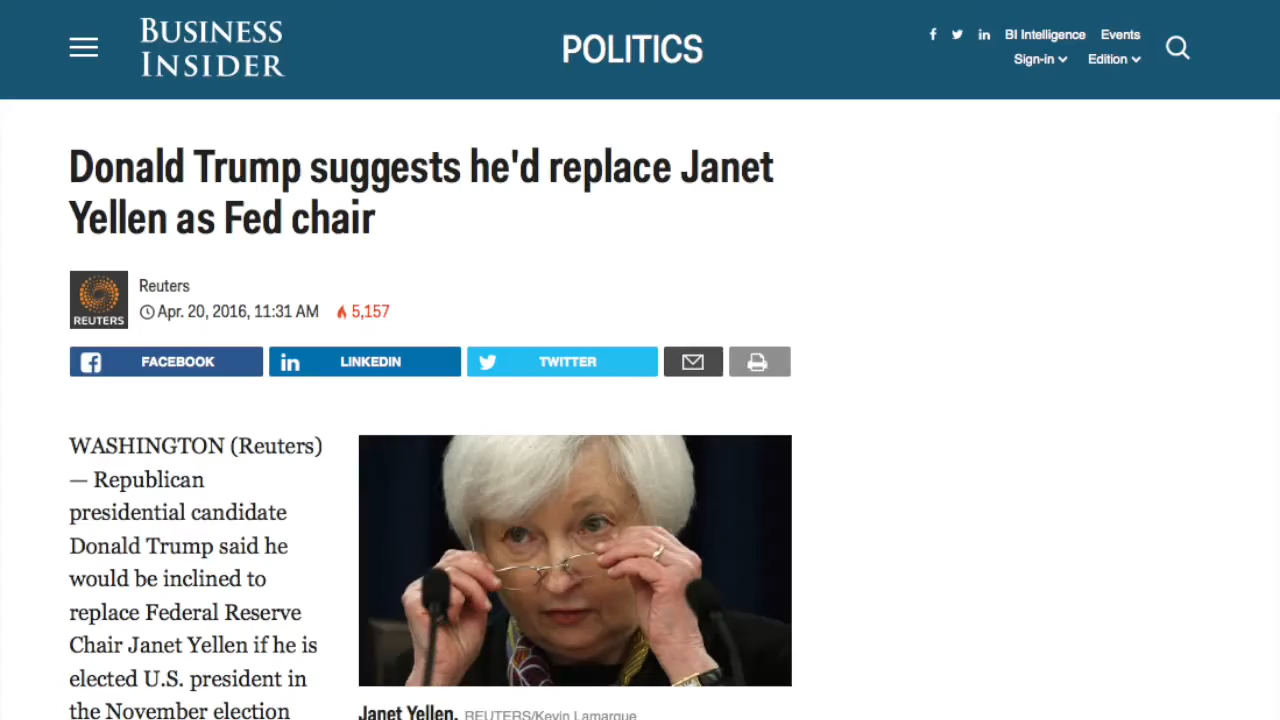 BUSINESS
INSIDER
POLITICS
BI Intelligence Events
Sign-in Edition
Donald Trump suggests he'd replace Janet
Yellen as Fed chair
REUTERS
Reuters
Apr. 20, 2016, 11:31 AM 5,157
FACEBOOK
in LINKEDIN
TWITTER
WASHINGTON (Reuters)
— Republican
presidential candidate
Donald Trump said he
would be inclined to
replace Federal Reserve
Chair Janet Yellen if he is
elected U.S. president in
the November election
Janet Yellen. REUTERS/Kevin Lamarque